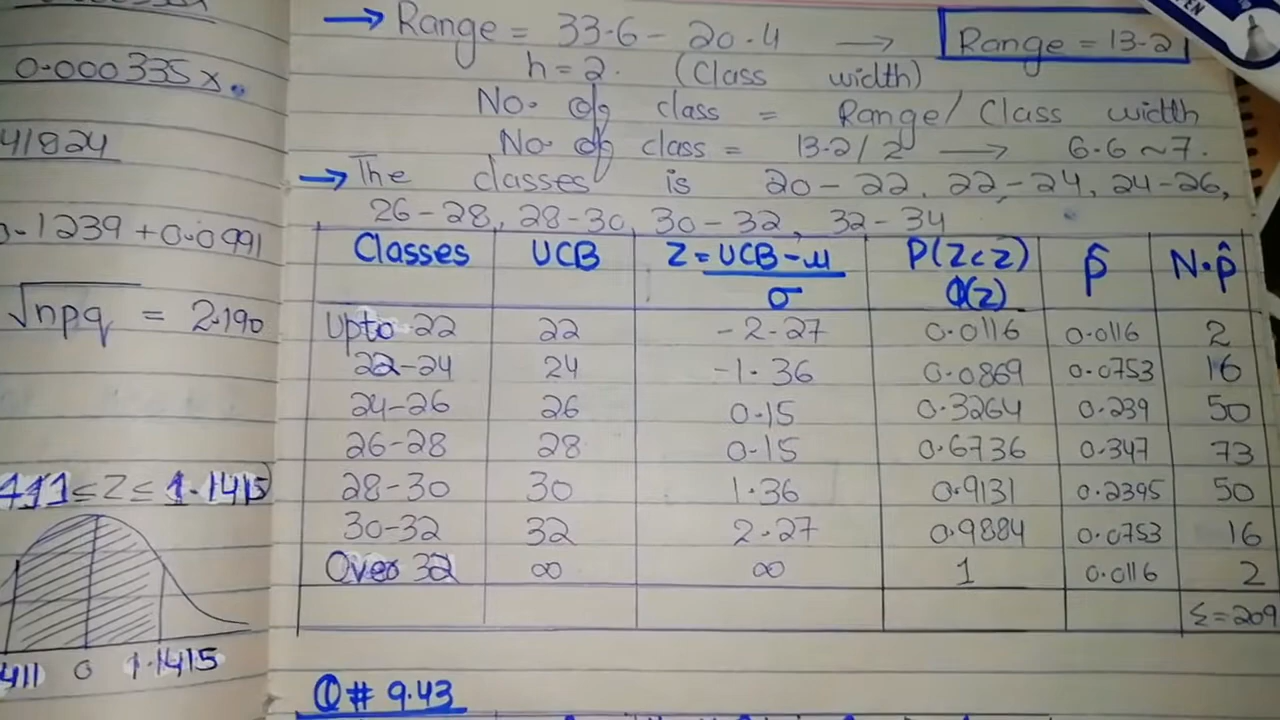 0.000335x.
41824
0.1239 + 0.0991
√npq = 2.190
411 ≤ Z ≤ 1.1415
411 0 1.1415
→ Range = 33.6 - 20.4 → Range = 13.2
h = 2. (Class width)
No. of class = Range / Class width
No. of class = 13.2 / 2 → 6.6 ~ 7.
→ The classes is 20-22, 22-24, 24-26,
26-28, 28-30, 30-32, 32-34
Classes UCB Z = UCB-μ/σ P(Z<z) Φ(z) p̂ N.p̂
Upto 22 22 -2.27 0.0116 0.0116 2
22-24 24 -1.36 0.0869 0.0753 16
24-26 26 0.15 0.3264 0.239 50
26-28 28 0.15 0.6736 0.347 73
28-30 30 1.36 0.9131 0.2395 50
30-32 32 2.27 0.9884 0.0753 16
Over 32 ∞ ∞ 1 0.0116 2
Σ=209
Q# 9.43